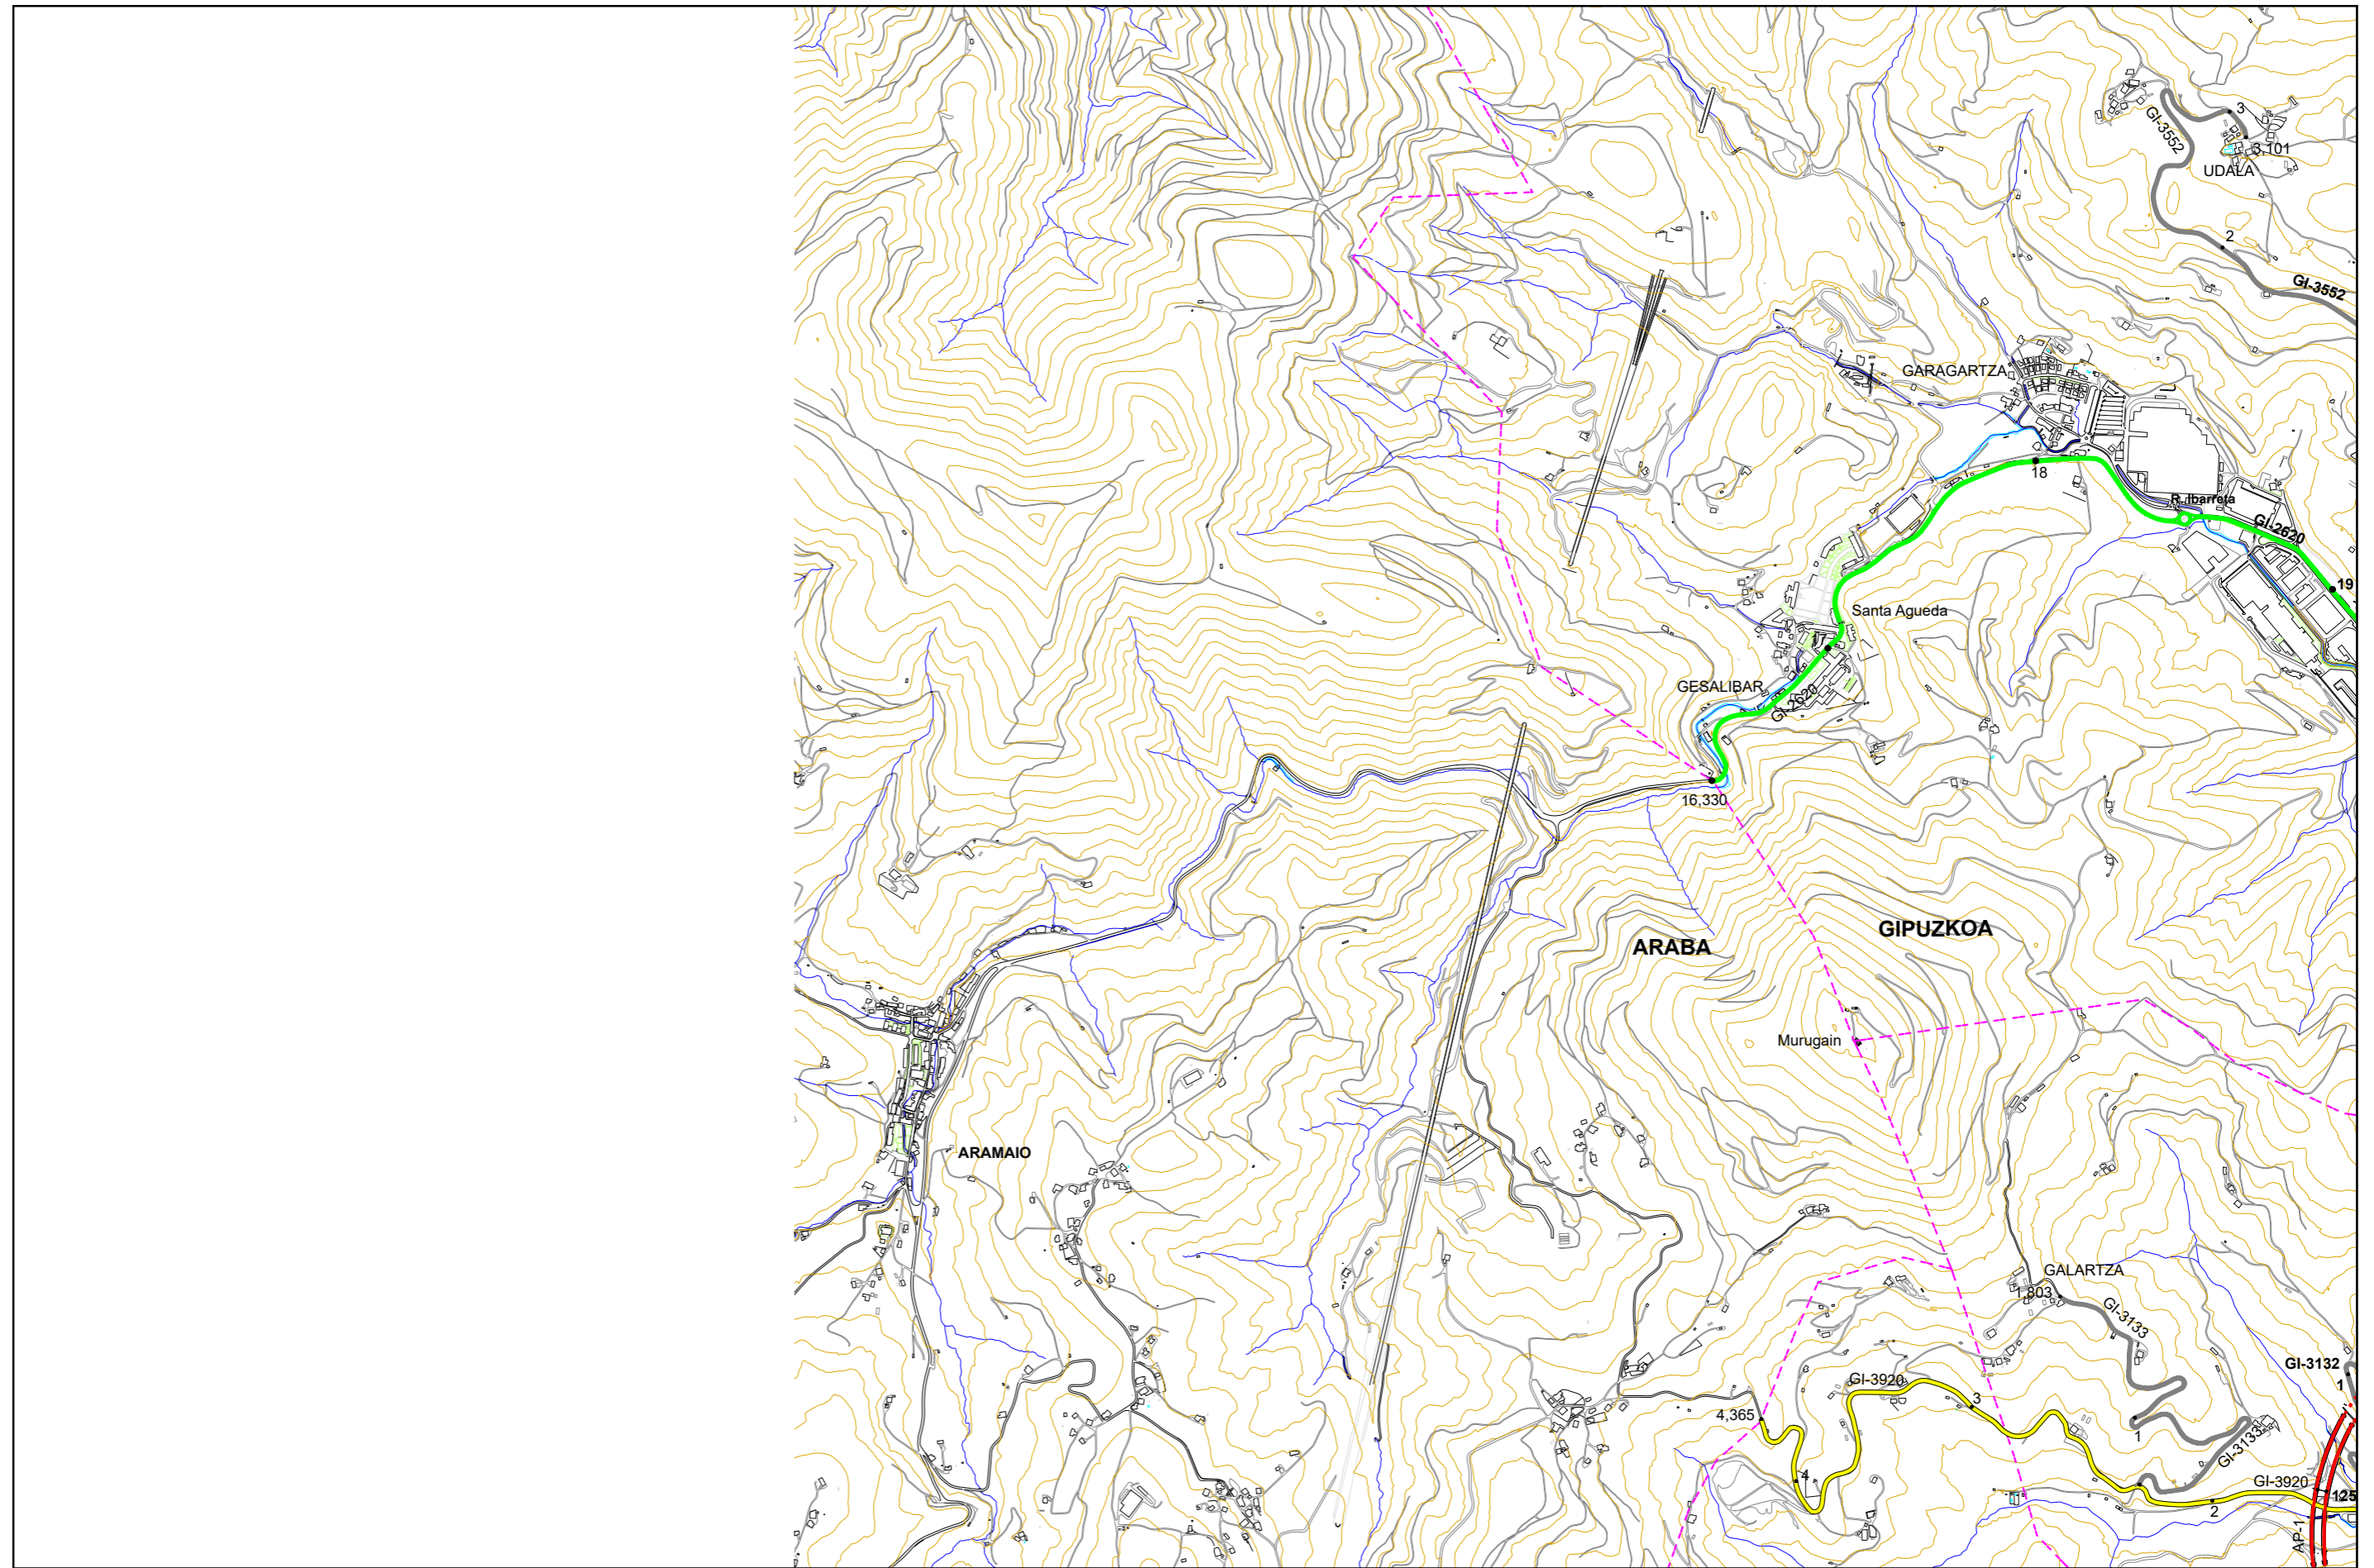 3
GI-3552
3,101
UDALA
2
GI-3552
GARAGARTZA
18
R. Ibarreta
GI-2620
19
Santa Agueda
17
GESALIBAR
GI-2620
16,330
GIPUZKOA
ARABA
Murugain
ARAMAIO
GALARTZA
1,803
GI-3133
GI-3132
1
GI-3920
3
4,365
1
GI-3133
4
GI-3920
2
125
AP-1